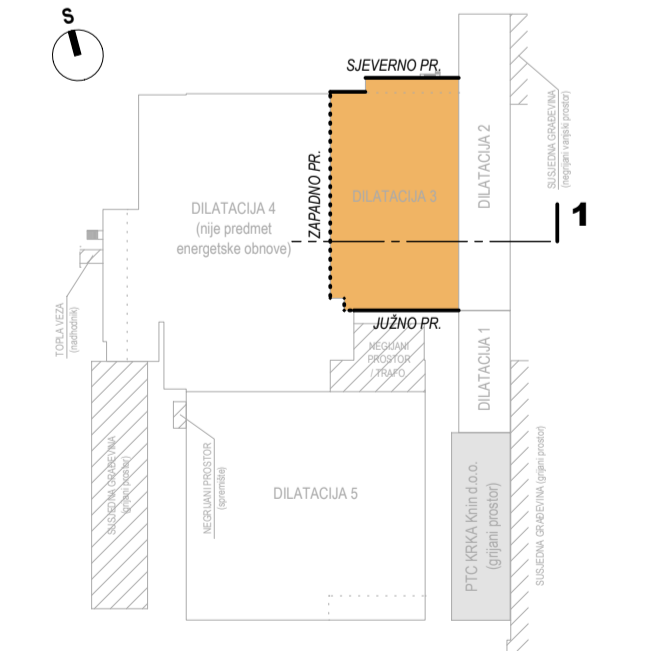 S
SJEVERNO PR.
ZAPADNO PR.
DILATACIJA 3
DILATACIJA 2
SUSJEDNA GRAĐEVINA
(negrijani vanjski prostor)
DILATACIJA 4
(nije predmet
energetske obnove)
1
TOPLA VEZA
(nadhodnik)
JUŽNO PR.
NEGIJANI
PROSTOR
/ TRAFO
DILATACIJA 1
SUSJEDNA GRAĐEVINA
(grijani prostor)
NEGRIJANI PROSTOR
(spremište)
DILATACIJA 5
PTC KRKA Knin d.o.o.
(grijani prostor)
SUSJEDNA GRAĐEVINA (grijani prostor)